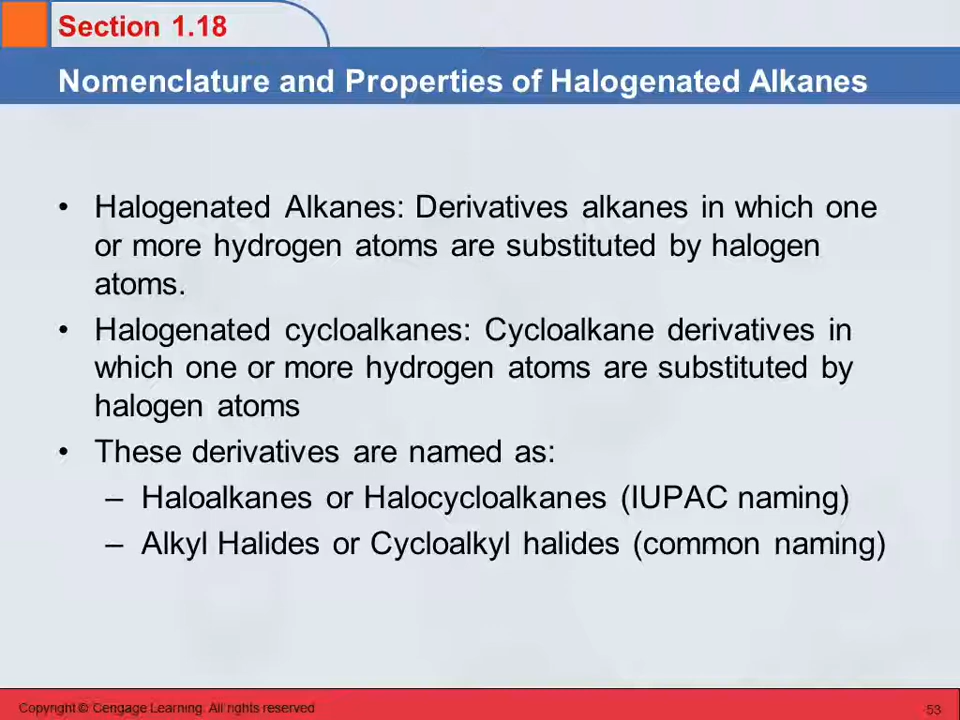 Section 1.18
Nomenclature and Properties of Halogenated Alkanes
• Halogenated Alkanes: Derivatives alkanes in which one
or more hydrogen atoms are substituted by halogen
atoms.
• Halogenated cycloalkanes: Cycloalkane derivatives in
which one or more hydrogen atoms are substituted by
halogen atoms
• These derivatives are named as:
– Haloalkanes or Halocycloalkanes (IUPAC naming)
– Alkyl Halides or Cycloalkyl halides (common naming)
Copyright © Cengage Learning. All rights reserved
53